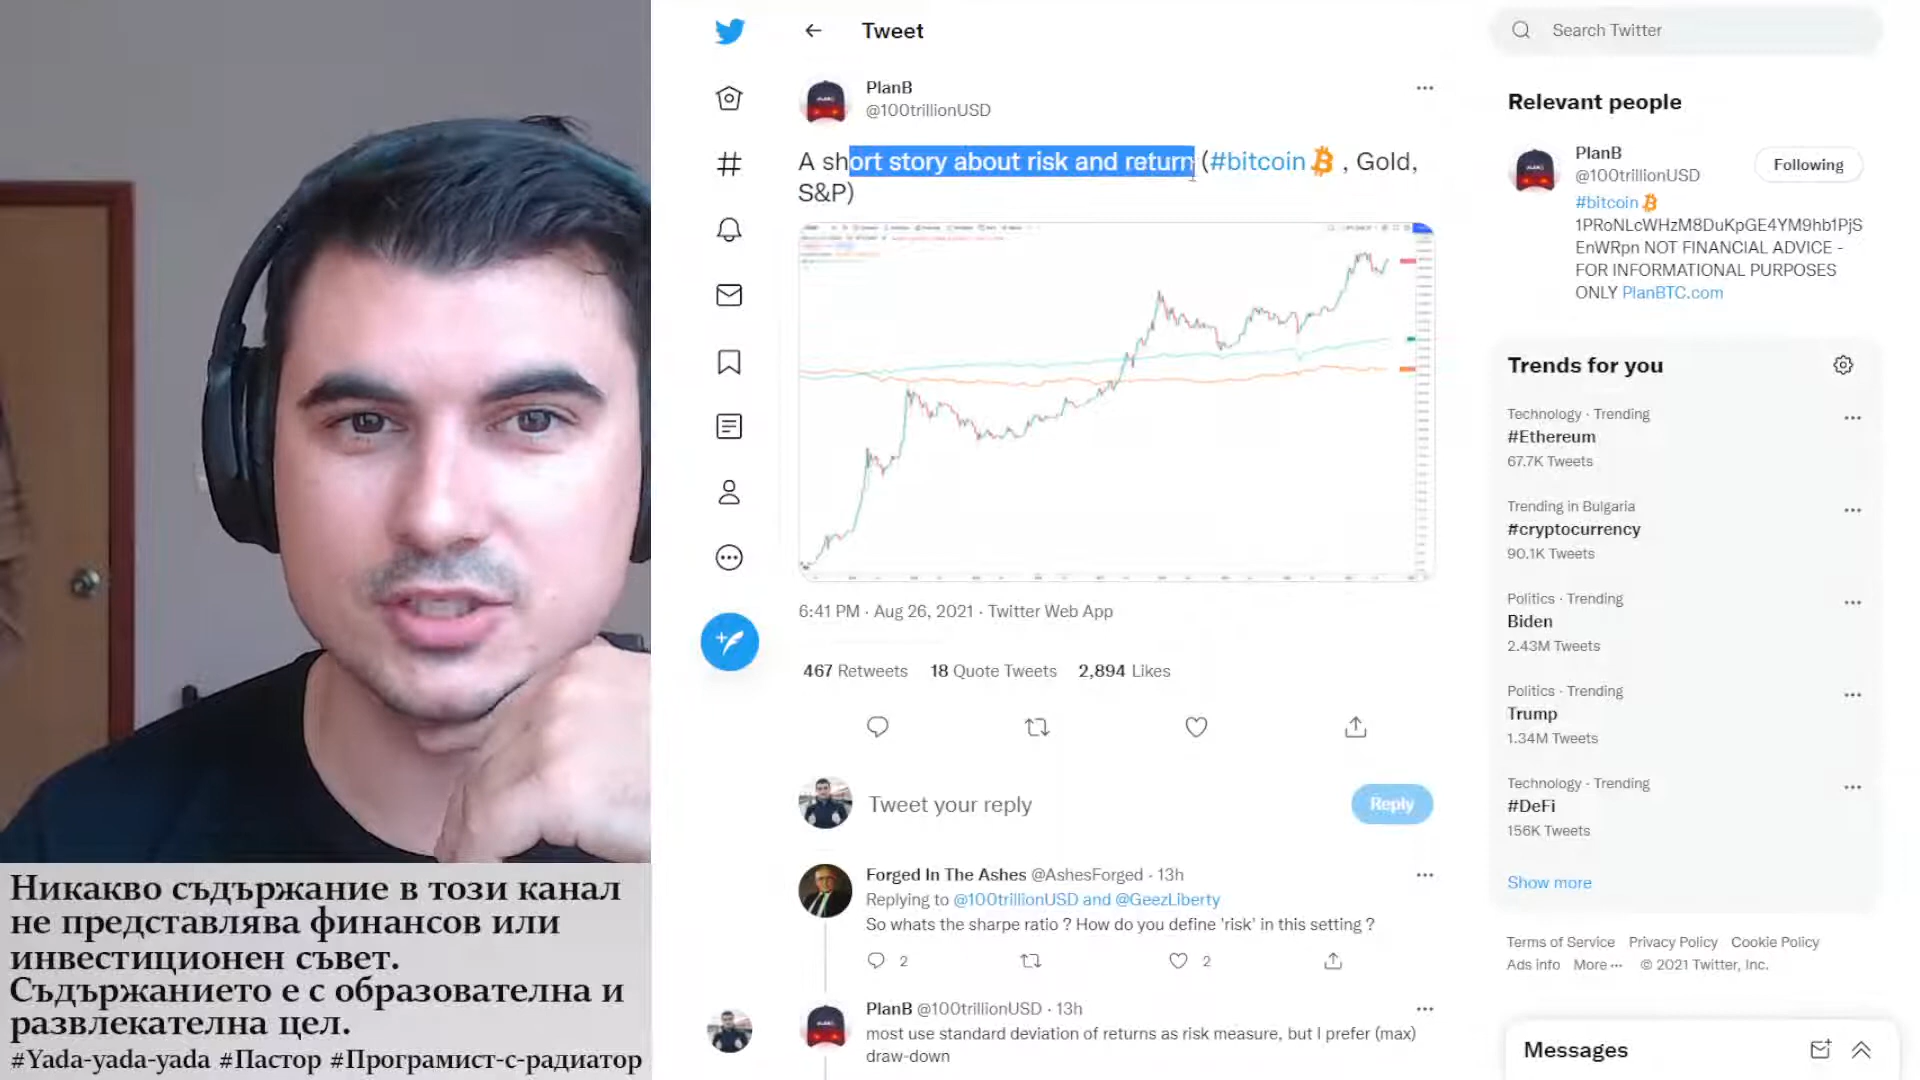 Tweet
PlanB
@100trillionUSD
A short story about risk and return (#bitcoin , Gold,
S&P)
6:41 PM · Aug 26, 2021 · Twitter Web App
467 Retweets 18 Quote Tweets 2,894 Likes
Tweet your reply
Reply
Forged In The Ashes @AshesForged · 13h
Replying to @100trillionUSD and @GeezLiberty
So whats the sharpe ratio ? How do you define 'risk' in this setting ?
2
2
PlanB @100trillionUSD · 13h
most use standard deviation of returns as risk measure, but I prefer (max)
draw-down
Search Twitter
Relevant people
PlanB
@100trillionUSD
Following
#bitcoin
1PRoNLcWHzM8DuKpGE4YM9hb1PjS
EnWRpn NOT FINANCIAL ADVICE -
FOR INFORMATIONAL PURPOSES
ONLY PlanBTC.com
Trends for you
Technology · Trending
#Ethereum
67.7K Tweets
Trending in Bulgaria
#cryptocurrency
90.1K Tweets
Politics · Trending
Biden
2.43M Tweets
Politics · Trending
Trump
1.34M Tweets
Technology · Trending
#DeFi
156K Tweets
Show more
Terms of Service Privacy Policy Cookie Policy
Ads info More ··· © 2021 Twitter, Inc.
Messages
Никакво съдържание в този канал
не представлява финансов или
инвестиционен съвет.
Съдържанието е с образователна и
развлекателна цел.
#Yada-yada-yada #Пастор #Програмист-с-радиатор